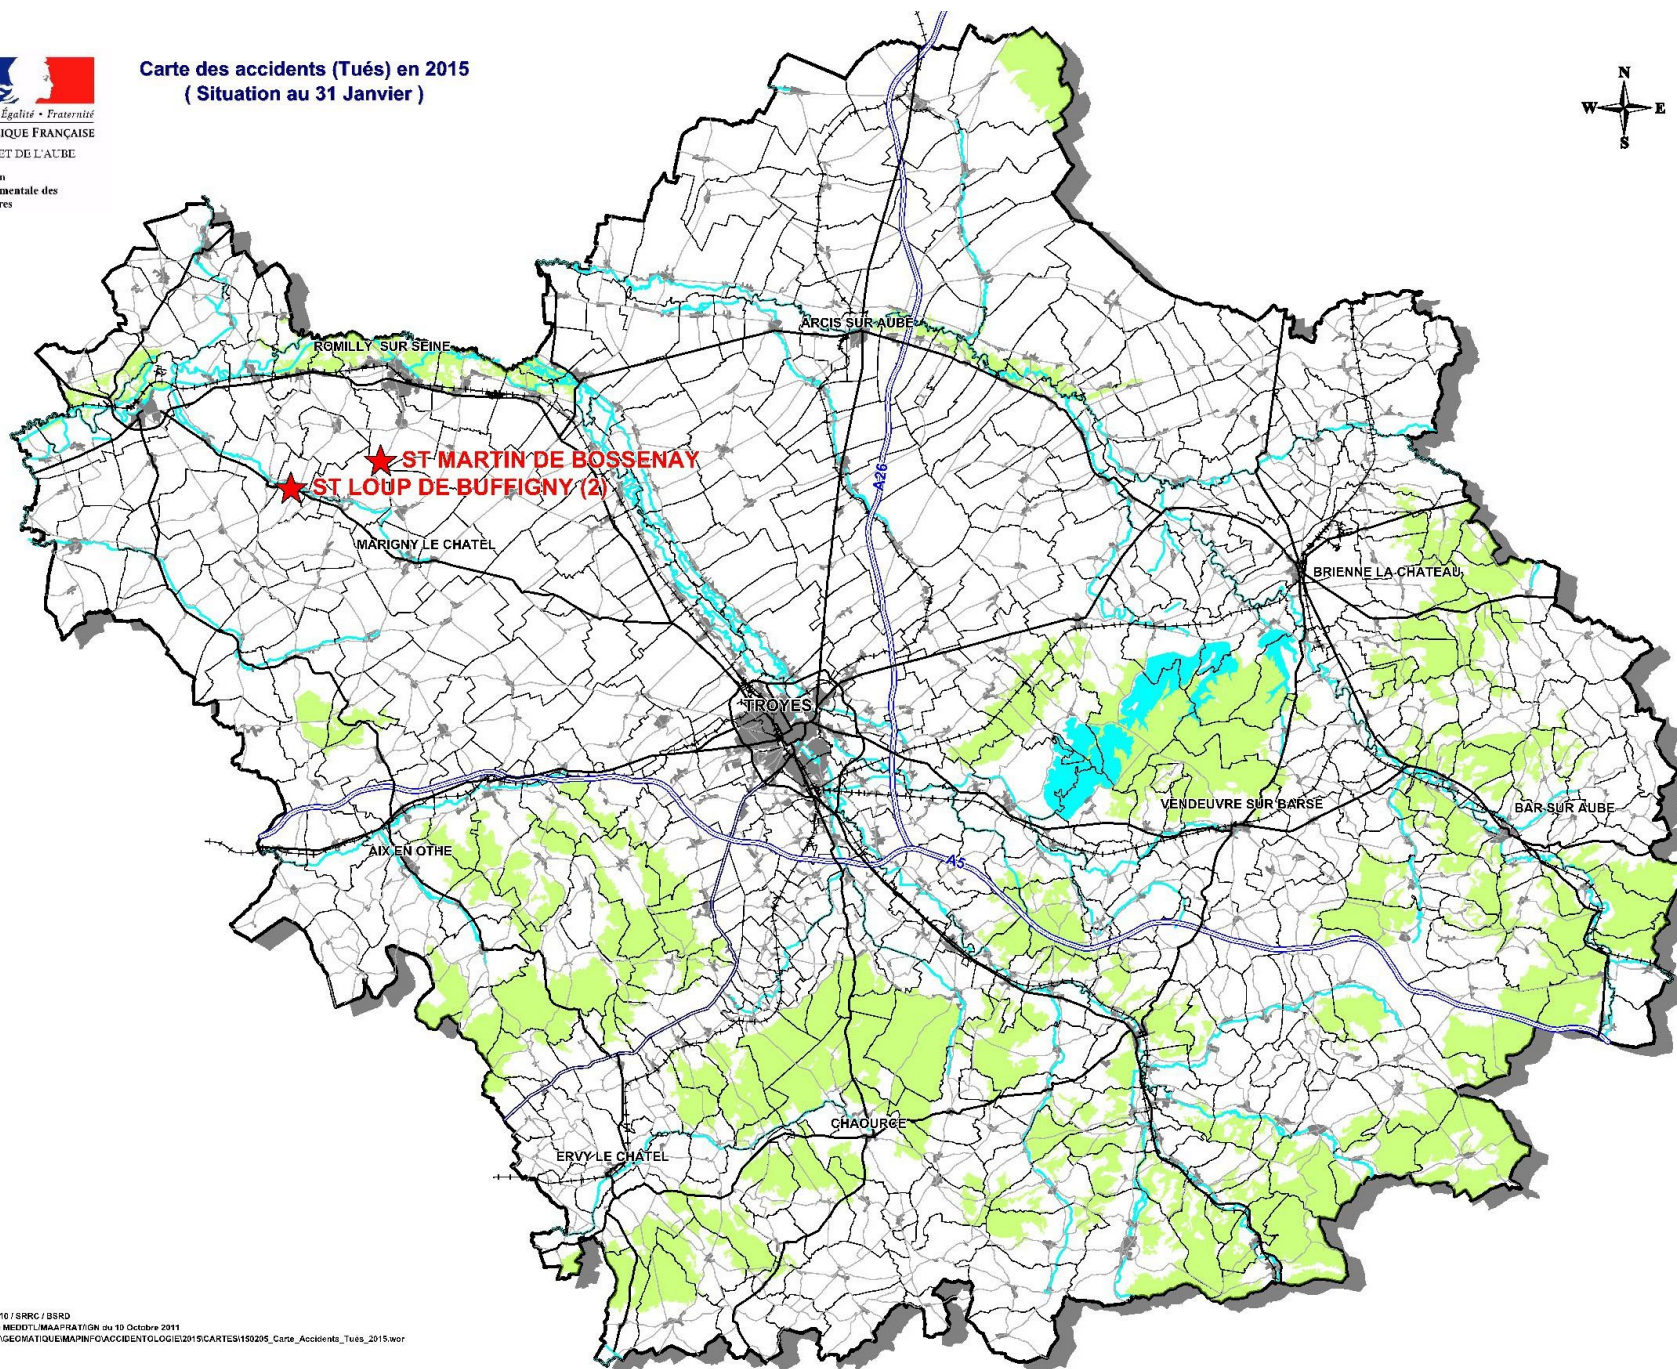 Carte des accidents (Tués) en 2015
( Situation au 31 Janvier )
Égalité • Fraternité
IQUE FRANÇAISE
ET DE L'AUBE
n
mentale des
res
N
W E
S
ARCIS SUR AUBE
ROMILLY SUR SEINE
ST MARTIN DE BOSSENAY
ST LOUP DE BUFFIGNY (2)
A26
MARIGNY LE CHATEL
BRIENNE LA CHATEAU
TROYES
VENDEUVRE SUR BARSE
BAR SUR AUBE
AIX EN OTHE
A5
CHAOURCE
ERVY LE CHATEL
10 / SRRC / BSRD
MEDDTL/MAAPRAT/IGN du 10 Octobre 2011
\GEOMATIQUE\MAPINFO\ACCIDENTOLOGIE\2015\CARTES\150205_Carte_Accidents_Tués_2015.wor